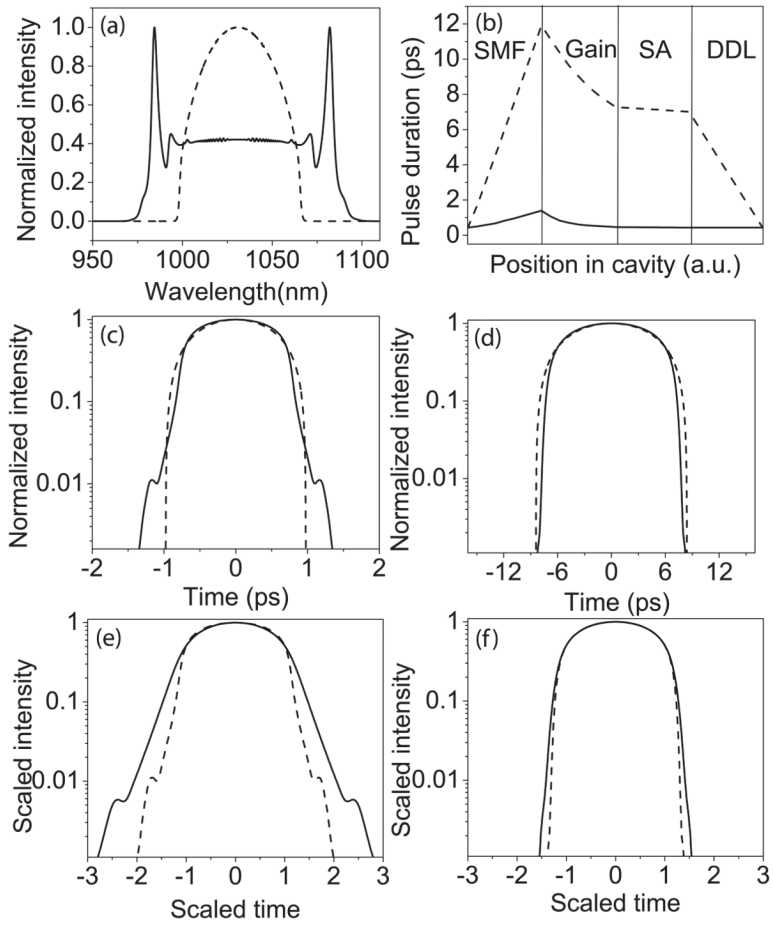 (a)
Normalized intensity
1.0
0.8
0.6
0.4
0.2
0.0
950 1000 1050 1100
Wavelength(nm)
(b)
Pulse duration (ps)
12
10
8
6
4
2
0
SMF Gain SA DDL
Position in cavity (a.u.)
(c)
Normalized intensity
1
0.1
0.01
-2 -1 0 1 2
Time (ps)
(d)
Normalized intensity
1
0.1
0.01
-12 -6 0 6 12
Time (ps)
(e)
Scaled intensity
1
0.1
0.01
-3 -2 -1 0 1 2 3
Scaled time
(f)
Scaled intensity
1
0.1
0.01
-3 -2 -1 0 1 2 3
Scaled time